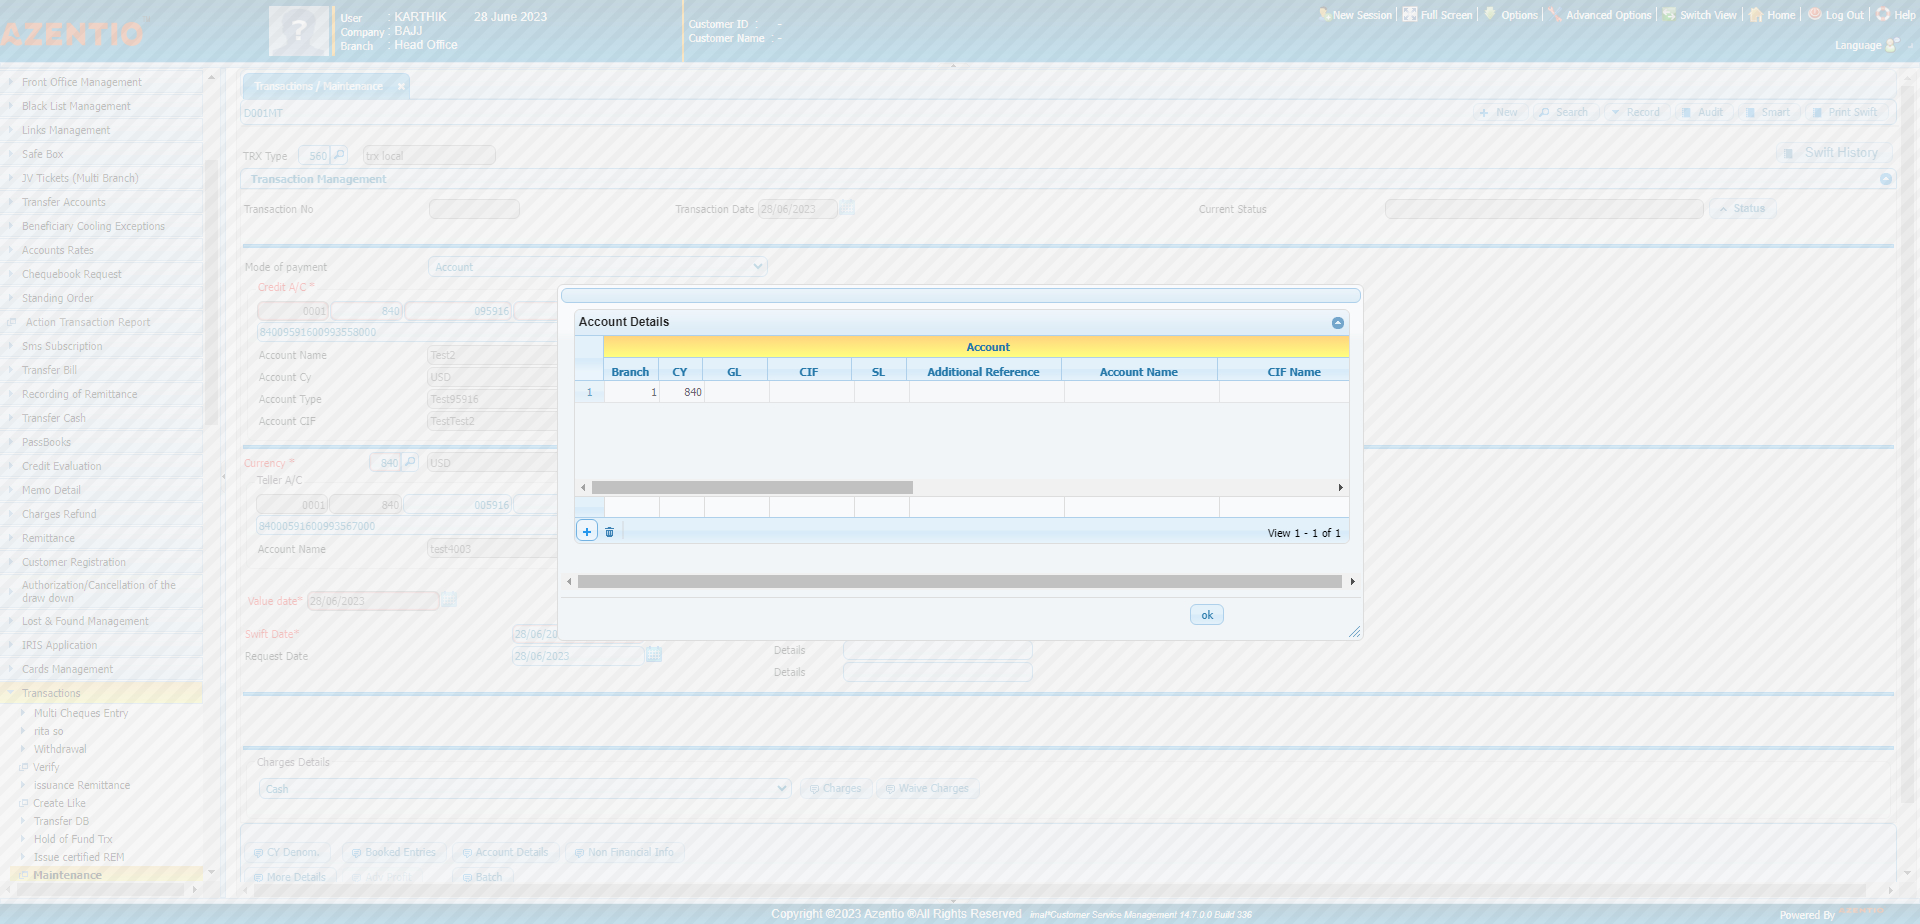 AZENTIO
User : KARTHIK 28 June 2023
Company : BAJJ
Branch : Head Office
Customer ID : -
Customer Name : -
New Session Full Screen Options Advanced Options Switch View Home Log Out Help
Language
Front Office Management
Black List Management
Links Management
Safe Box
JV Tickets (Multi Branch)
Transfer Accounts
Beneficiary Cooling Exceptions
Accounts Rates
Chequebook Request
Standing Order
Action Transaction Report
Sms Subscription
Transfer Bill
Recording of Remittance
Transfer Cash
PassBooks
Credit Evaluation
Memo Detail
Charges Refund
Remittance
Customer Registration
Authorization/Cancellation of the
draw down
Lost & Found Management
IRIS Application
Cards Management
Transactions
Multi Cheques Entry
rita so
Withdrawal
Verify
issuance Remittance
Create Like
Transfer DB
Hold of Fund Trx
Issue certified REM
Maintenance
Transactions / Maintenance
D001MT
New Search Record Audit Smart Print Swift
TRX Type 560 trx local
Swift History
Transaction Management
Transaction No Transaction Date 28/06/2023 Current Status Status
Mode of payment Account
Credit A/C *
0001 840 095916
84009591600993558000
Account Name Test2
Account Cy USD
Account Type Test95916
Account CIF TestTest2
Currency * 840 USD
Teller A/C
0001 840 005916
84000591600993567000
Account Name test4003
Value date* 28/06/2023
Swift Date* 28/06/20
Request Date 28/06/2023
Details
Details
Account Details
Account
Branch CY GL CIF SL Additional Reference Account Name CIF Name
1 1 840
View 1 - 1 of 1
ok
Charges Details
Cash Charges Waive Charges
CY Denom. Booked Entries Account Details Non Financial Info
More Details Adv Profit Batch
Copyright ©2023 Azentio ®All Rights Reserved imal*Customer Service Management 14.7.0.0 Build 336
Powered By